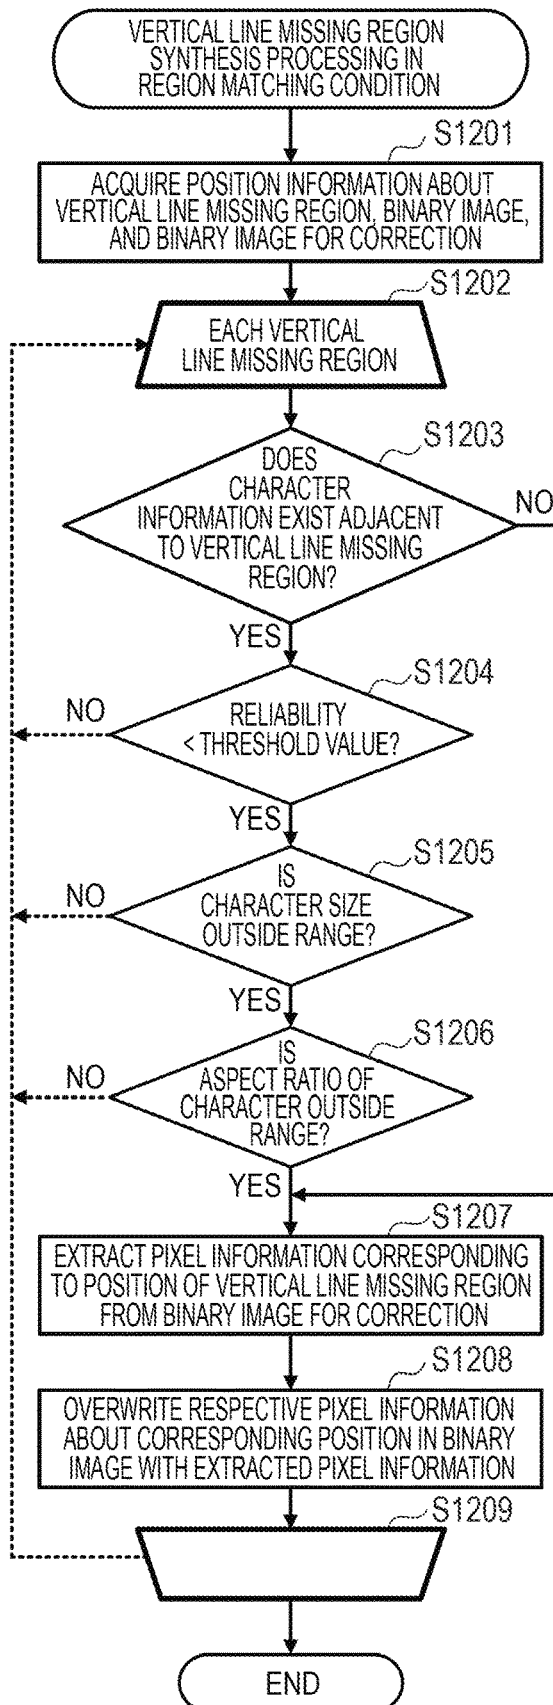 VERTICAL LINE MISSING REGION
SYNTHESIS PROCESSING IN
REGION MATCHING CONDITION
S1201
ACQUIRE POSITION INFORMATION ABOUT
VERTICAL LINE MISSING REGION, BINARY IMAGE,
AND BINARY IMAGE FOR CORRECTION
S1202
EACH VERTICAL
LINE MISSING REGION
S1203
DOES
CHARACTER
INFORMATION EXIST ADJACENT
TO VERTICAL LINE MISSING
REGION?
NO
YES
S1204
NO
RELIABILITY
< THRESHOLD VALUE?
YES
S1205
NO
IS
CHARACTER SIZE
OUTSIDE RANGE?
YES
S1206
NO
IS
ASPECT RATIO OF
CHARACTER OUTSIDE
RANGE?
YES
S1207
EXTRACT PIXEL INFORMATION CORRESPONDING
TO POSITION OF VERTICAL LINE MISSING REGION
FROM BINARY IMAGE FOR CORRECTION
S1208
OVERWRITE RESPECTIVE PIXEL INFORMATION
ABOUT CORRESPONDING POSITION IN BINARY
IMAGE WITH EXTRACTED PIXEL INFORMATION
S1209
END